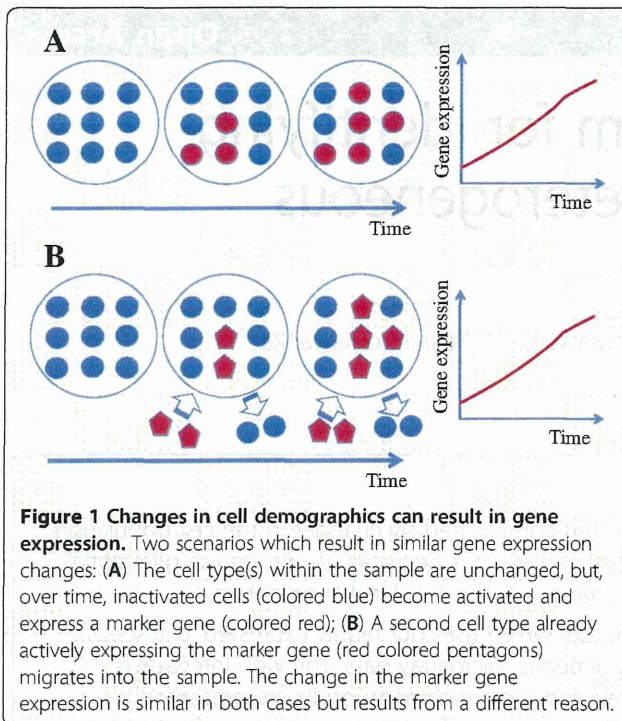 A
Gene expression
Time
Time
B
Gene expression
Time
Time
Figure 1 Changes in cell demographics can result in gene
expression. Two scenarios which result in similar gene expression
changes: (A) The cell type(s) within the sample are unchanged, but,
over time, inactivated cells (colored blue) become activated and
express a marker gene (colored red); (B) A second cell type already
actively expressing the marker gene (red colored pentagons)
migrates into the sample. The change in the marker gene
expression is similar in both cases but results from a different reason.